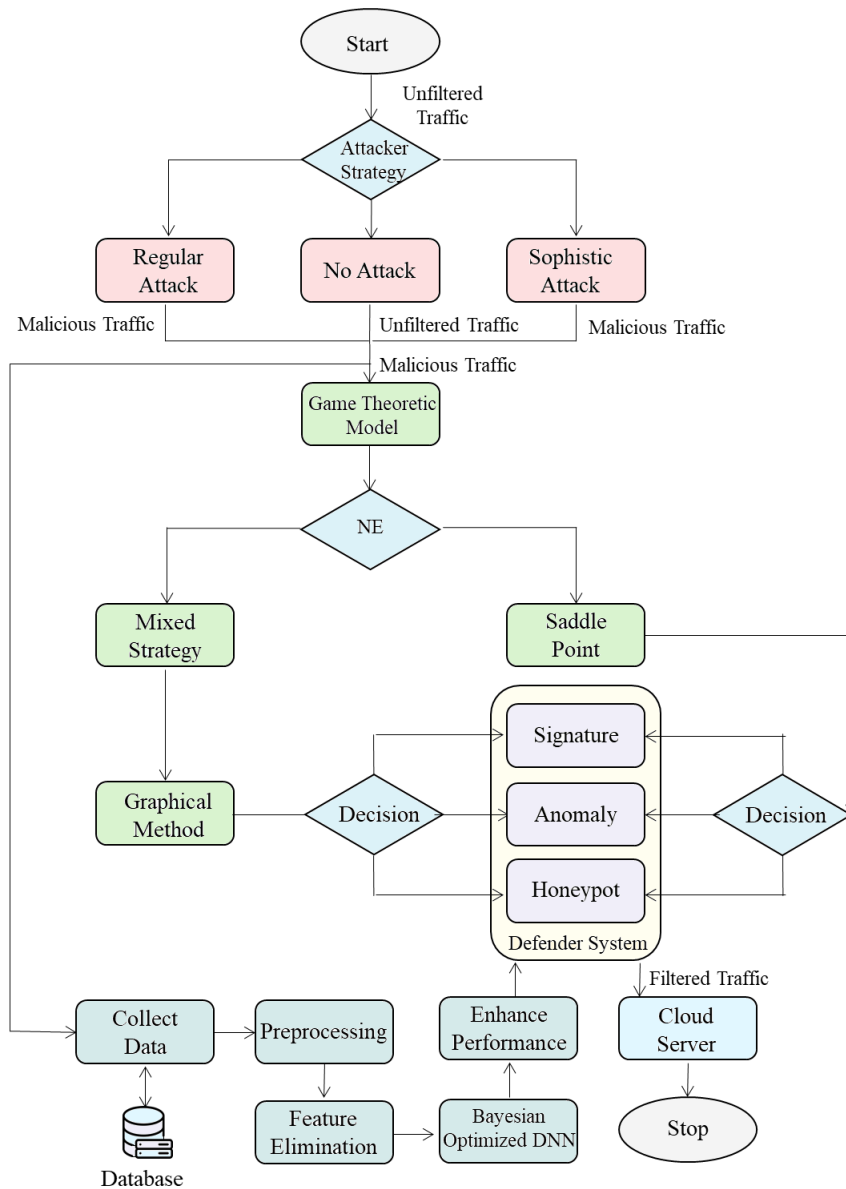 Start
Unfiltered
Traffic
Attacker
Strategy
Regular
Attack
No Attack
Sophistic
Attack
Malicious Traffic
Unfiltered Traffic
Malicious Traffic
Malicious Traffic
Game Theoretic
Model
NE
Mixed
Strategy
Saddle
Point
Signature
Graphical
Method
Decision
Anomaly
Decision
Honeypot
Defender System
Filtered Traffic
Collect
Data
Preprocessing
Enhance
Performance
Cloud
Server
Feature
Elimination
Bayesian
Optimized DNN
Stop
Database